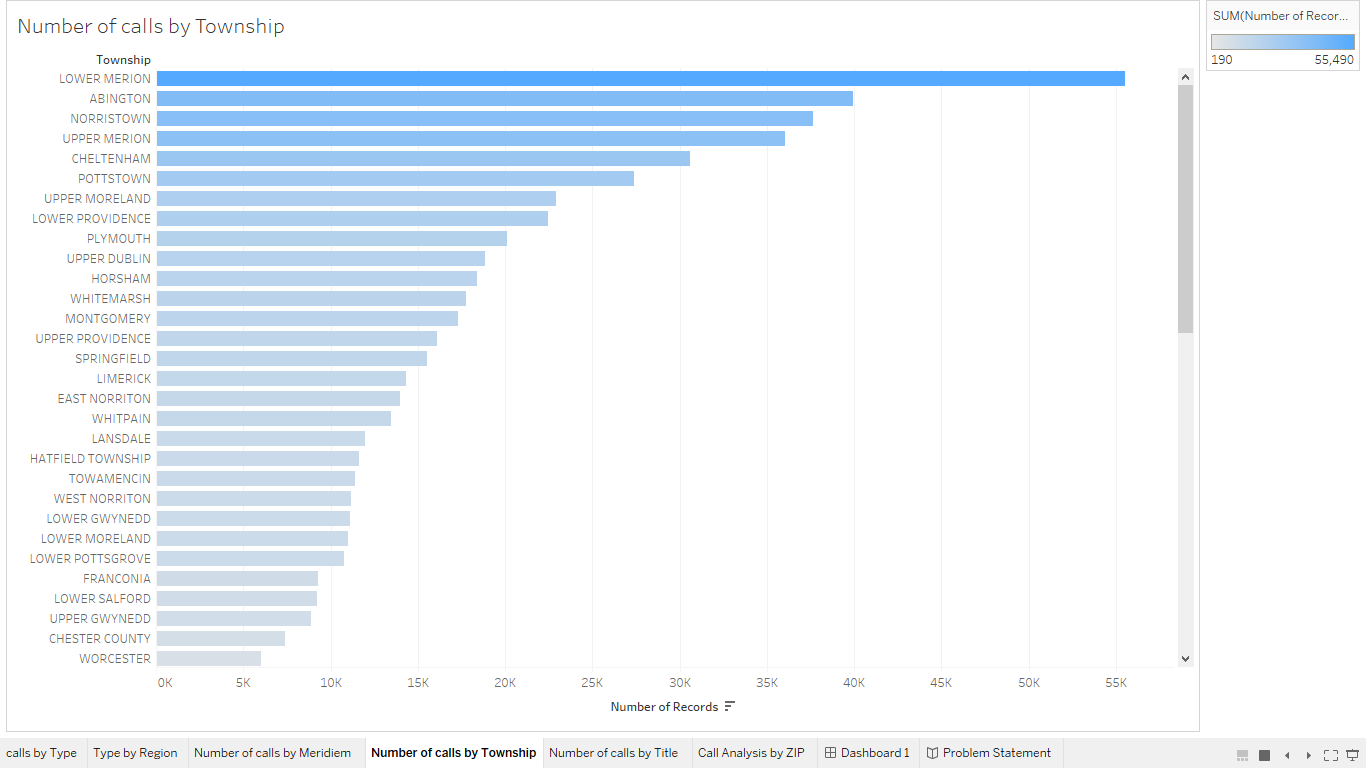 Number of calls by Township
SUM(Number of Recor...
190 55,490
Township
LOWER MERION
ABINGTON
NORRISTOWN
UPPER MERION
CHELTENHAM
POTTSTOWN
UPPER MORELAND
LOWER PROVIDENCE
PLYMOUTH
UPPER DUBLIN
HORSHAM
WHITEMARSH
MONTGOMERY
UPPER PROVIDENCE
SPRINGFIELD
LIMERICK
EAST NORRITON
WHITPAIN
LANSDALE
HATFIELD TOWNSHIP
TOWAMENCIN
WEST NORRITON
LOWER GWYNEDD
LOWER MORELAND
LOWER POTTSGROVE
FRANCONIA
LOWER SALFORD
UPPER GWYNEDD
CHESTER COUNTY
WORCESTER
0K 5K 10K 15K 20K 25K 30K 35K 40K 45K 50K 55K
Number of Records
calls by Type Type by Region Number of calls by Meridiem Number of calls by Township Number of calls by Title Call Analysis by ZIP Dashboard 1 Problem Statement